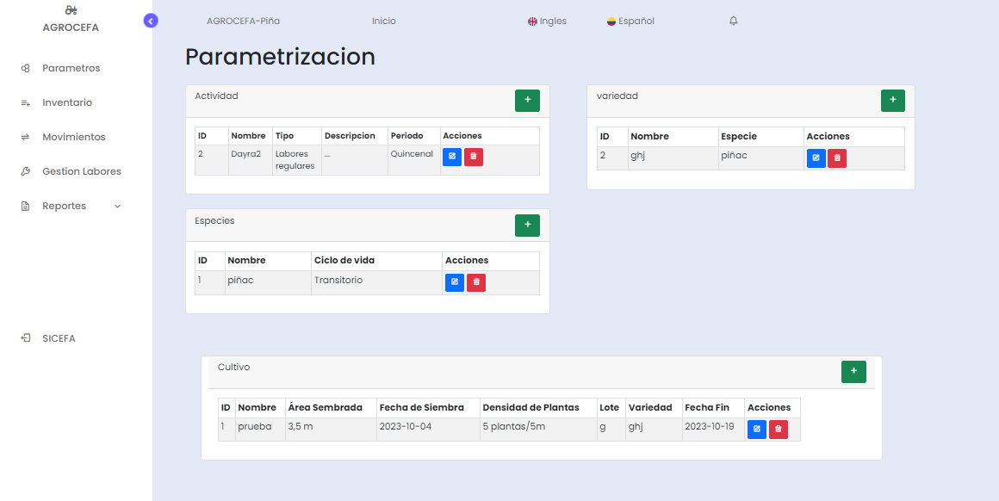 AGROCEFA
Parametros
Inventario
Movimientos
Gestion Labores
Reportes
SICEFA
AGROCEFA-Piña Inicio Ingles Español
Parametrizacion
Actividad
+
ID Nombre Tipo Descripcion Periodo Acciones
2 Dayra2 Labores regulares ... Quincenal
variedad
+
ID Nombre Especie Acciones
2 ghj piñac
Especies
+
ID Nombre Ciclo de vida Acciones
1 piñac Transitorio
Cultivo
+
ID Nombre Área Sembrada Fecha de Siembra Densidad de Plantas Lote Variedad Fecha Fin Acciones
1 prueba 3,5 m 2023-10-04 5 plantas/5m g ghj 2023-10-19